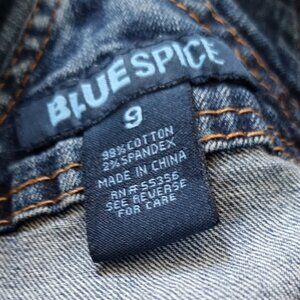 BLUESPICE
9
98%COTTON
2%SPANDEX
MADE IN CHINA
RN#55356
SEE REVERSE
FOR CARE